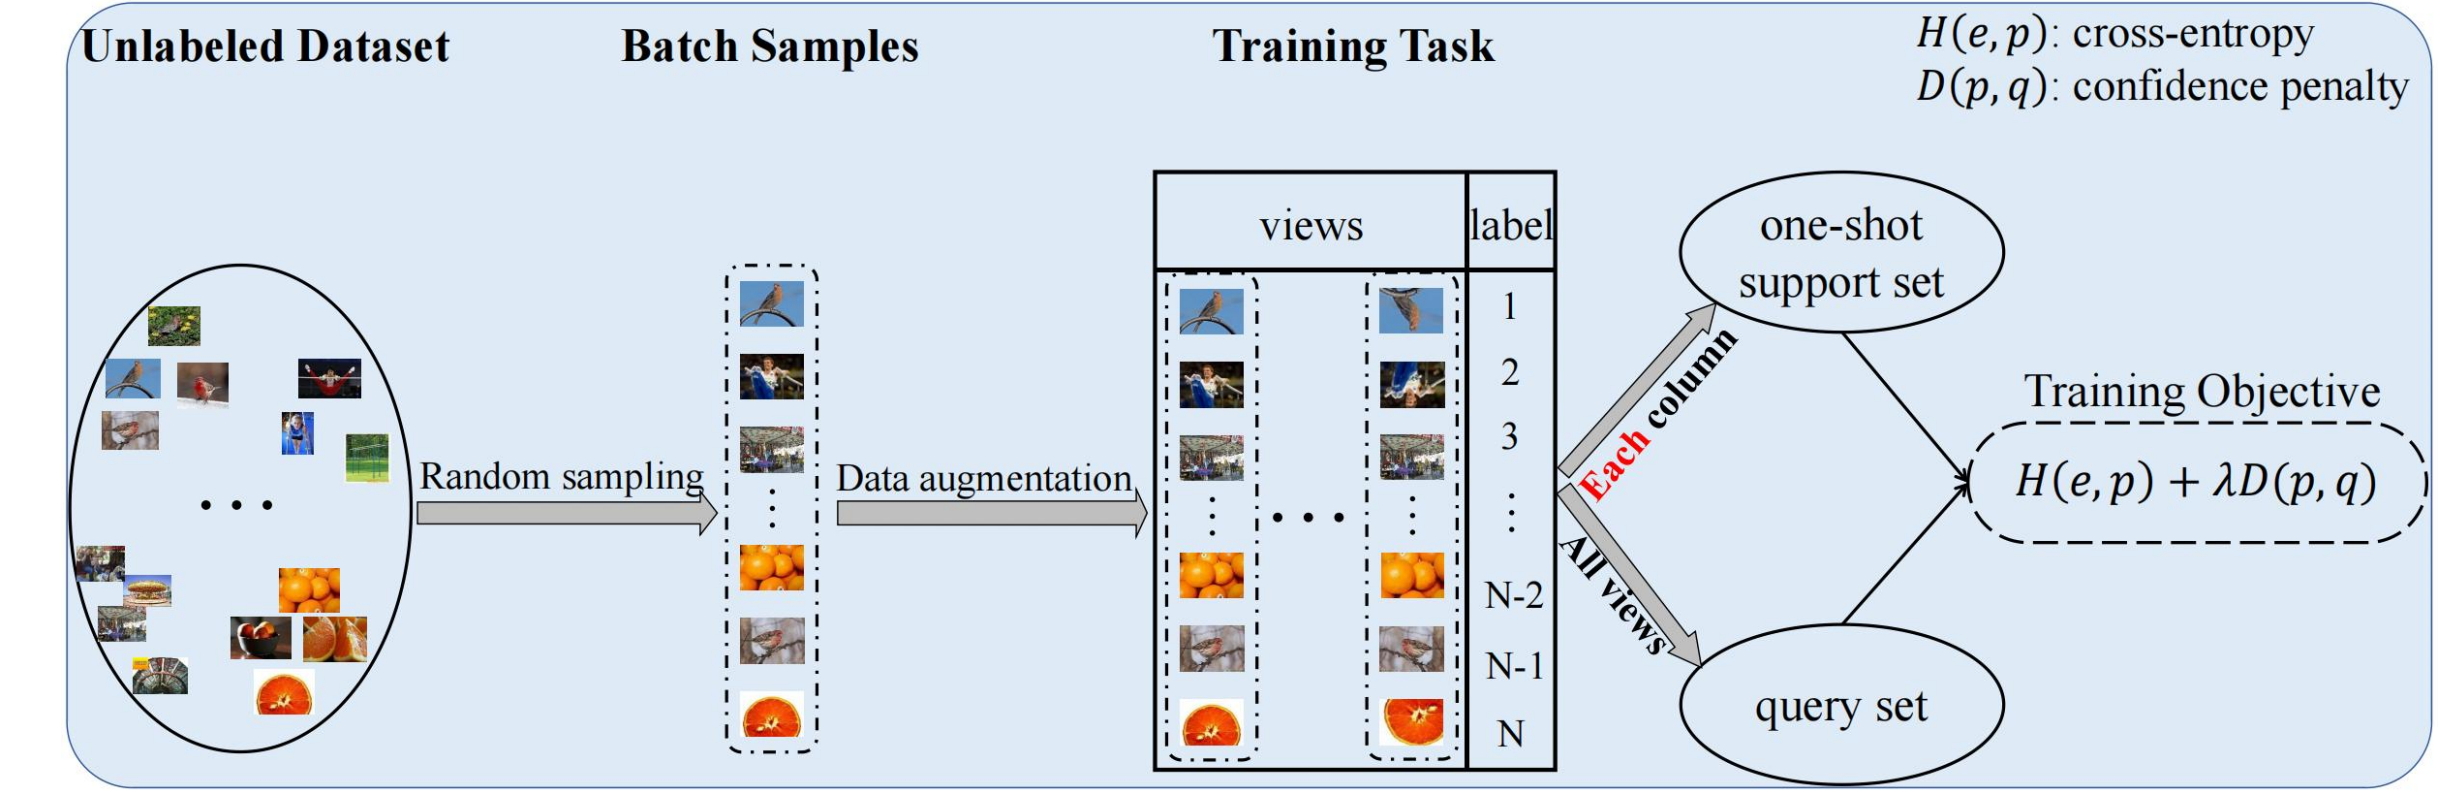 Unlabeled Dataset
Batch Samples
Training Task
H(e,p): cross-entropy
D(p,q): confidence penalty
Random sampling
Data augmentation
views
label
1
2
3
N-2
N-1
N
Each column
All views
one-shot
support set
query set
Training Objective
H(e,p) + λD(p,q)